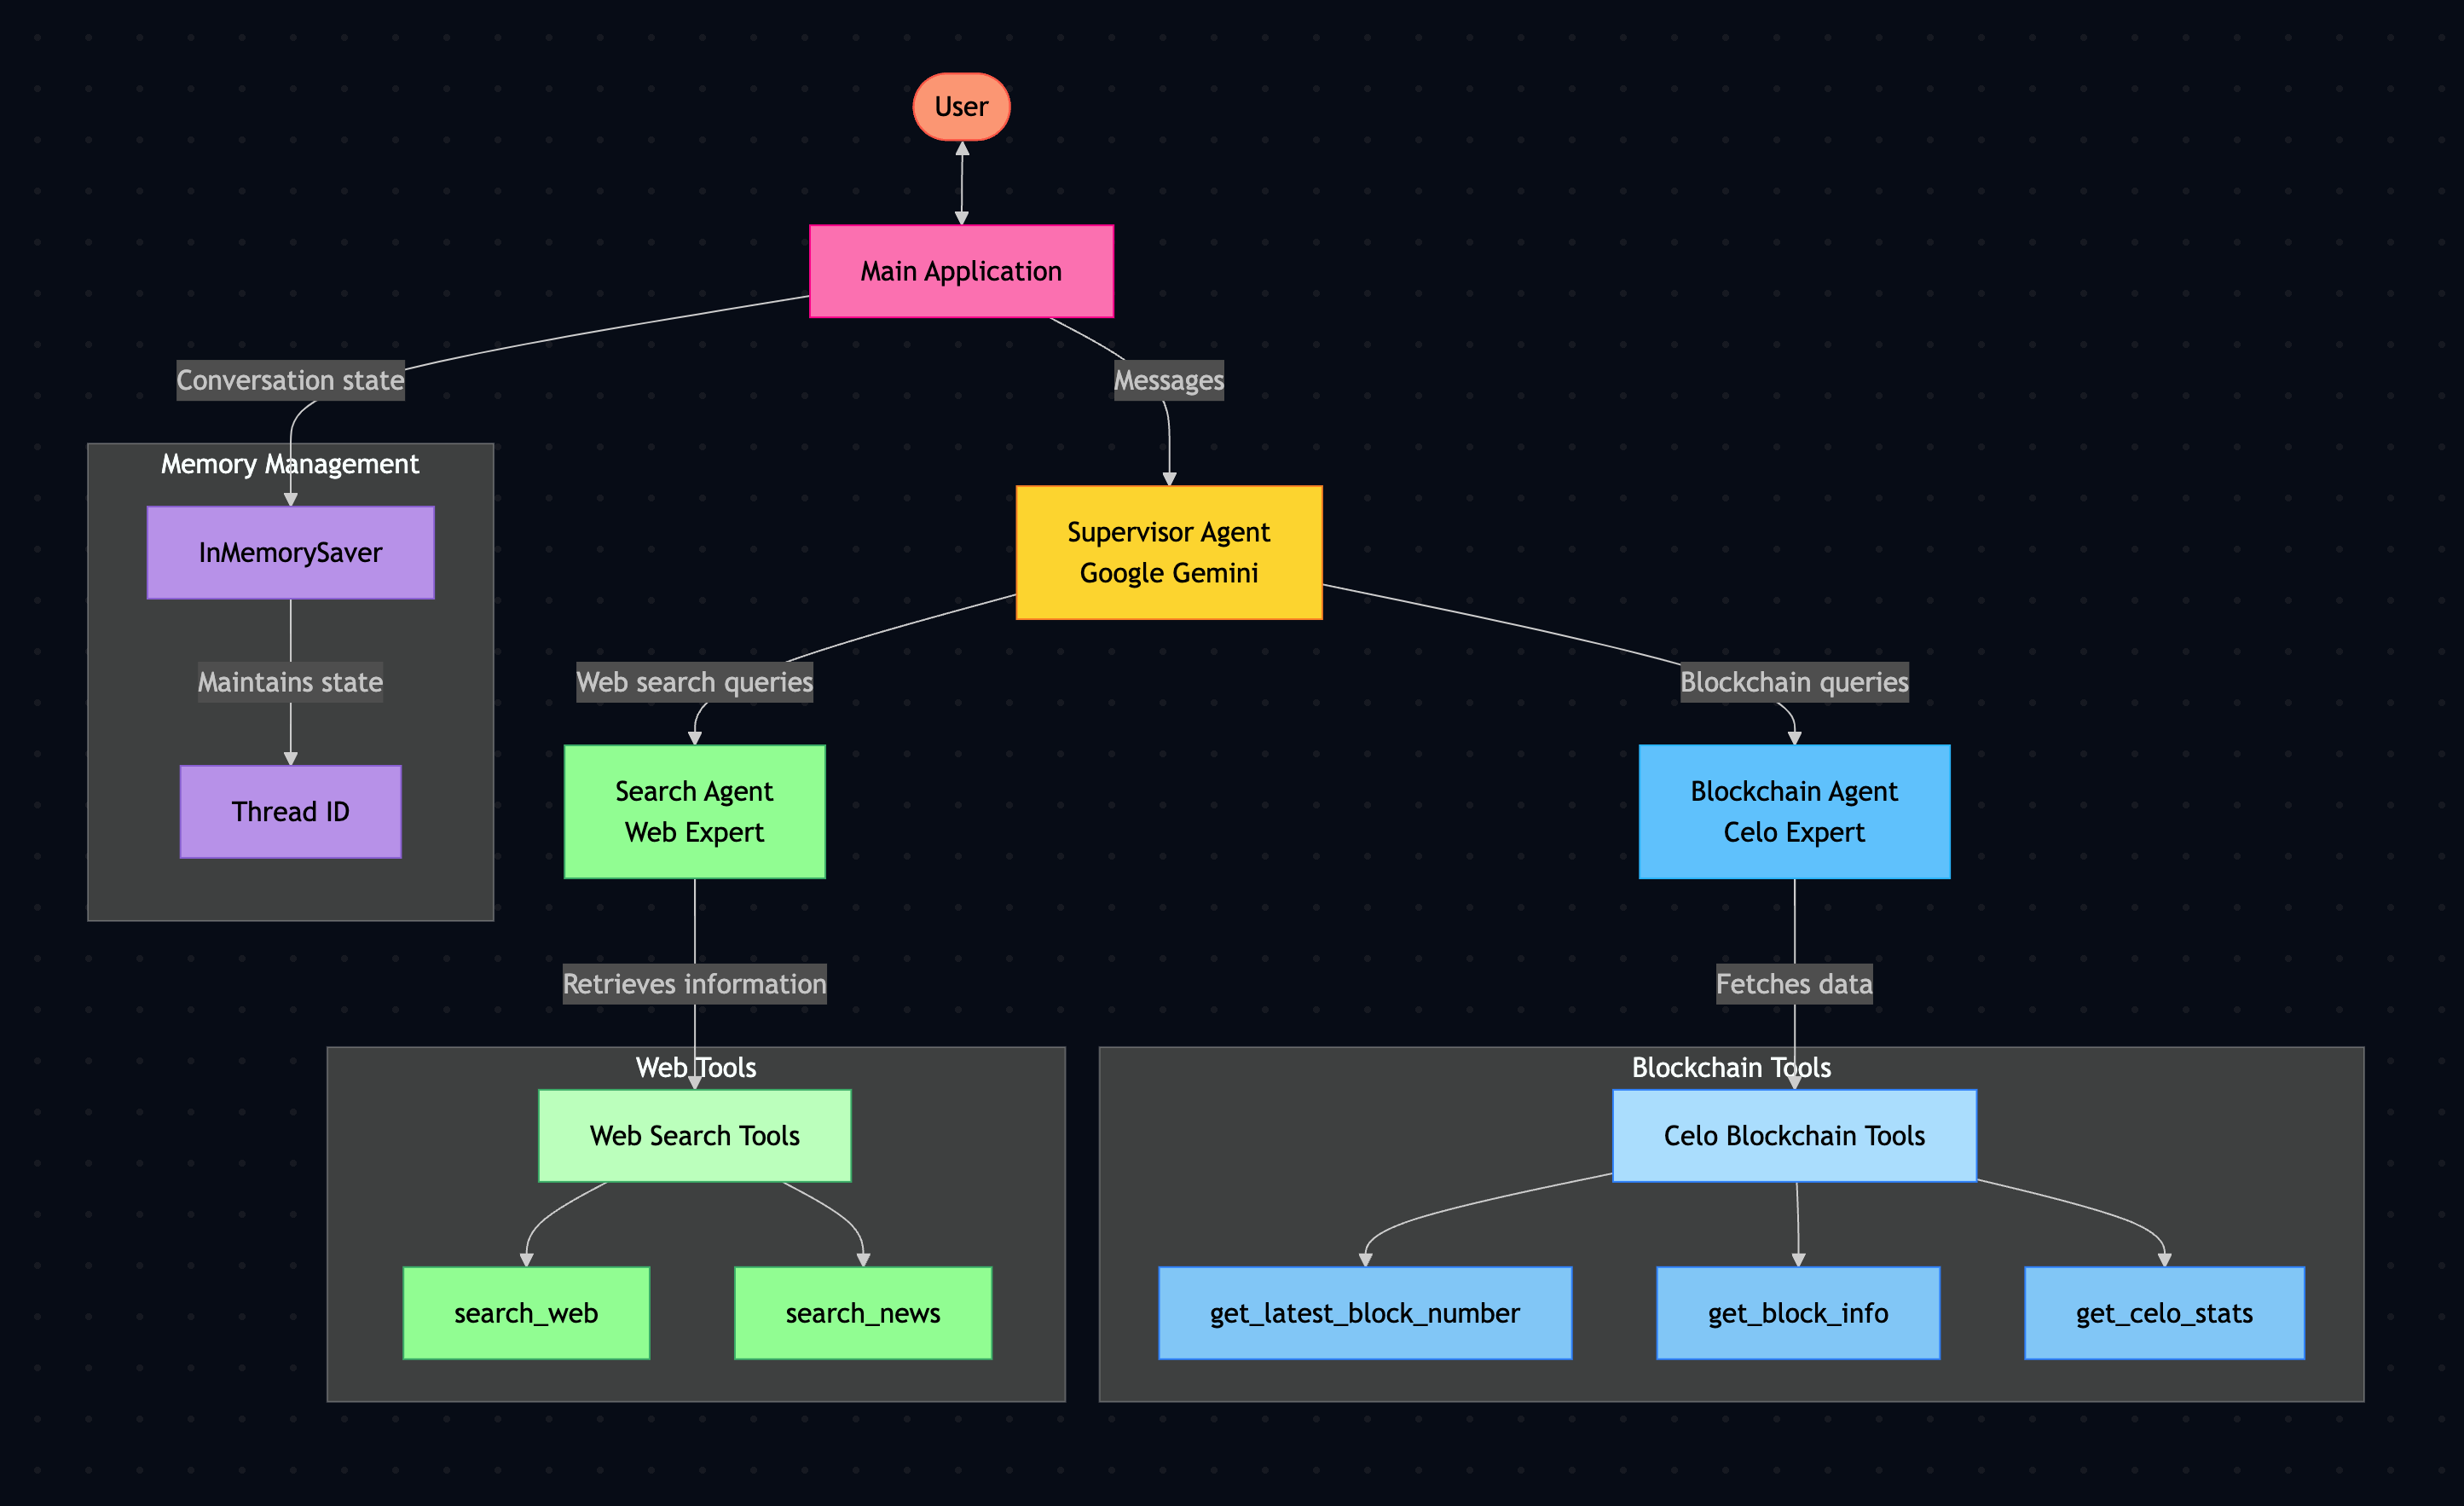 User
Main Application
Conversation state
Messages
Memory Management
InMemorySaver
Supervisor Agent
Google Gemini
Maintains state
Web search queries
Blockchain queries
Thread ID
Search Agent
Web Expert
Blockchain Agent
Celo Expert
Retrieves information
Fetches data
Web Tools
Blockchain Tools
Web Search Tools
Celo Blockchain Tools
search_web
search_news
get_latest_block_number
get_block_info
get_celo_stats